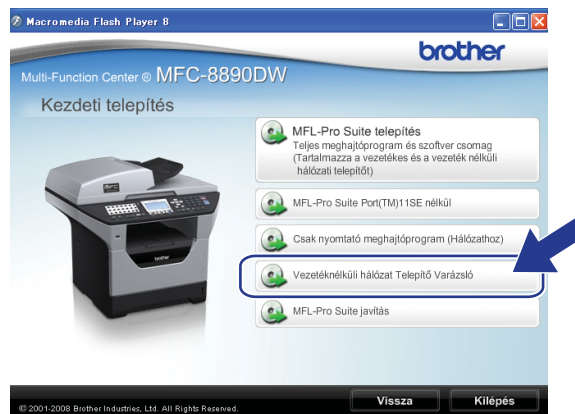 Macromedia Flash Player 8
brother
Multi-Function Center ® MFC-8890DW
Kezdeti telepítés
MFL-Pro Suite telepítés
Teljes meghajtóprogram és szoftver csomag
(Tartalmazza a vezetékes és a vezeték nélküli
hálózati telepítőt)
MFL-Pro Suite Port(TM)11SE nélkül
Csak nyomtató meghajtóprogram (Hálózathoz)
Vezetéknélküli hálózat Telepítő Varázsló
MFL-Pro Suite javítás
brother
© 2001-2008 Brother Industries, Ltd. All Rights Reserved.
Vissza
Kilépés